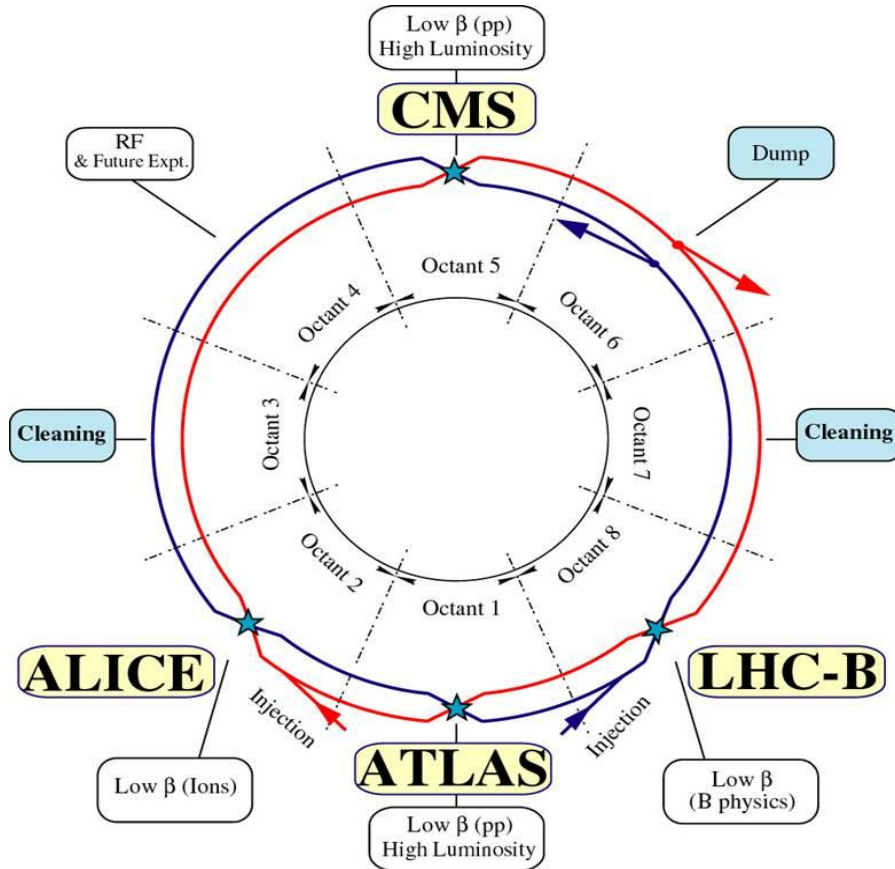 Low β (pp)
High Luminosity
CMS
RF
& Future Expt.
Dump
Octant 5
Octant 4
Octant 6
Cleaning
Octant 3
Octant 7
Cleaning
Octant 2
Octant 8
Octant 1
ALICE
LHC-B
Injection
Injection
ATLAS
Low β (Ions)
Low β
(B physics)
Low β (pp)
High Luminosity